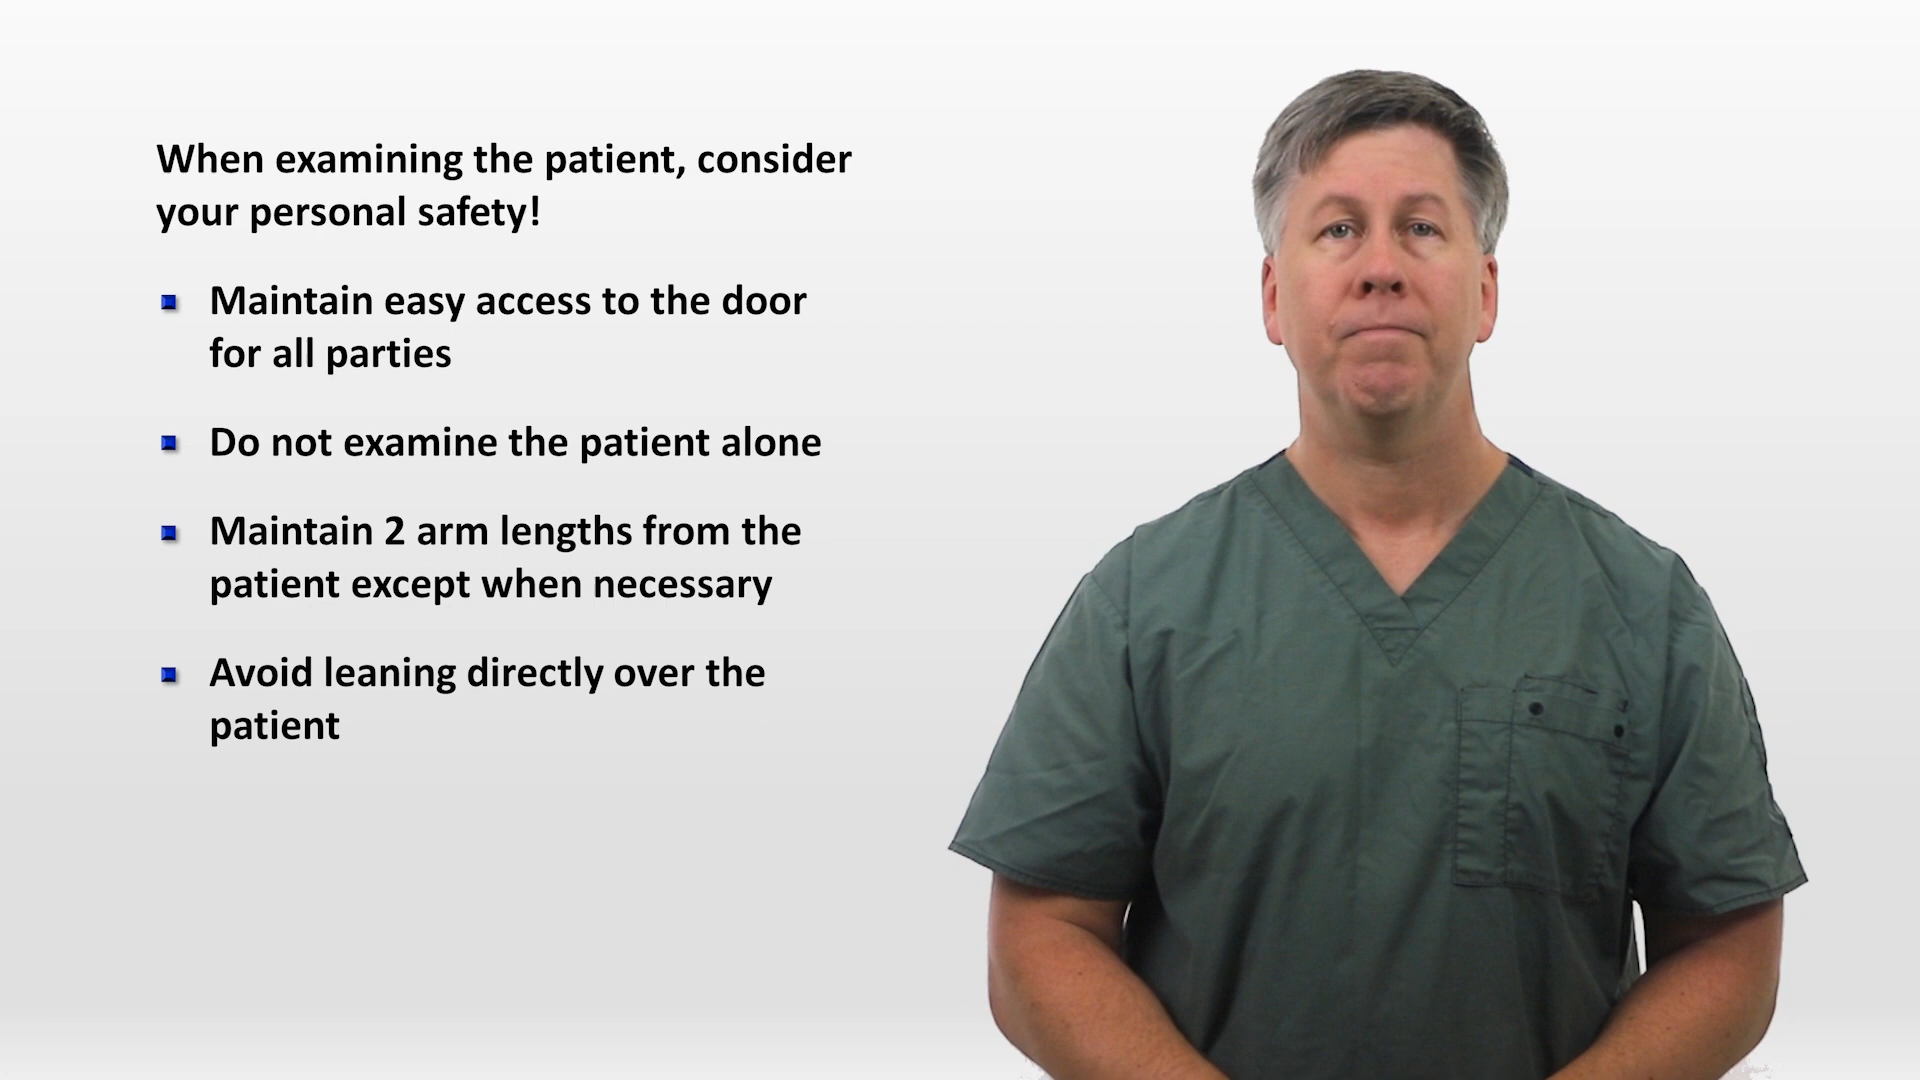 When examining the patient, consider
your personal safety!
Maintain easy access to the door
for all parties
Do not examine the patient alone
Maintain 2 arm lengths from the
patient except when necessary
Avoid leaning directly over the
patient